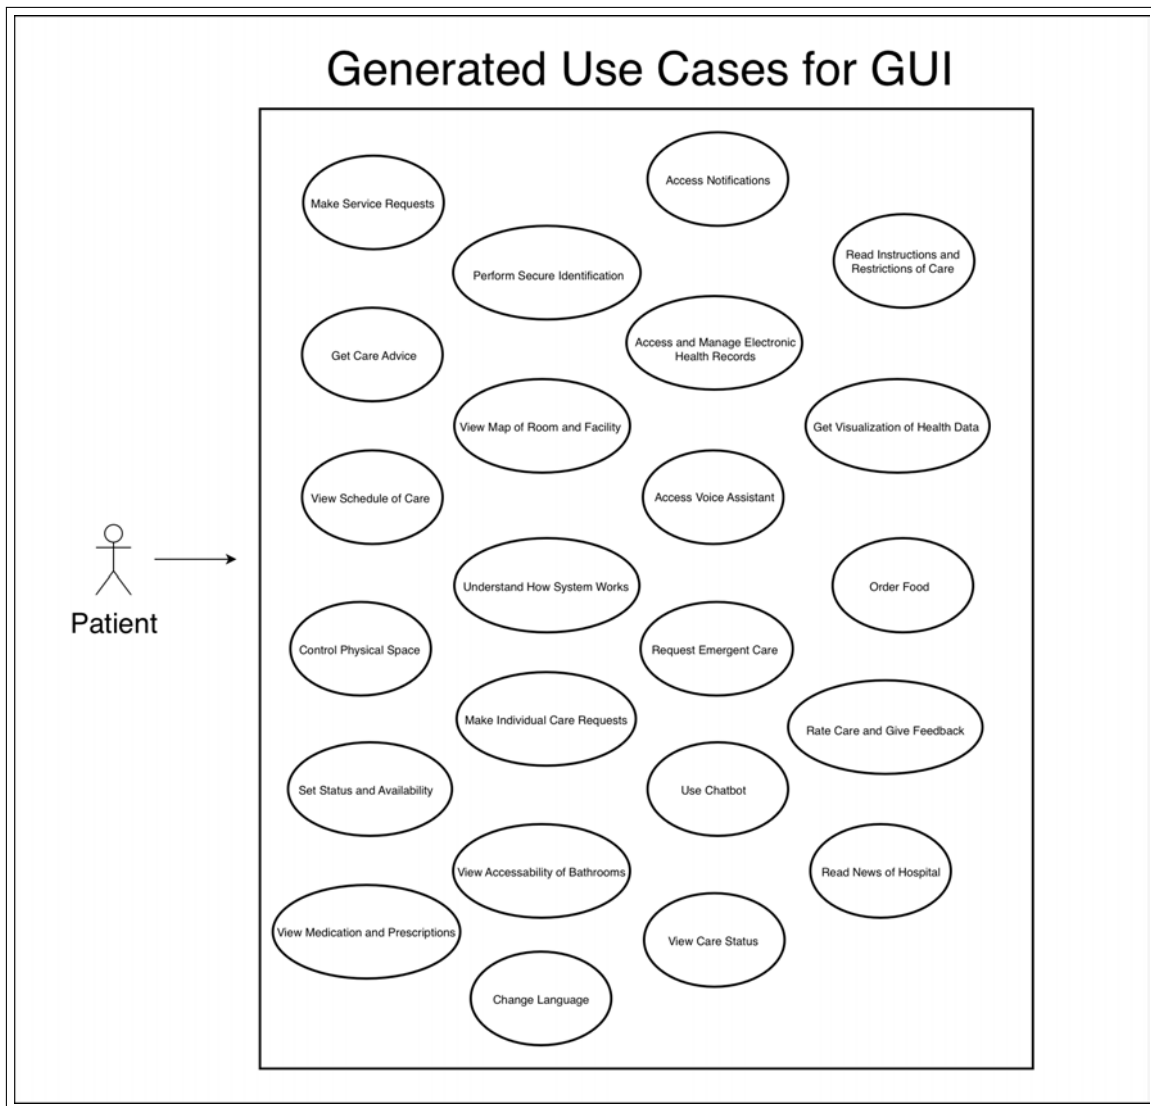 Generated Use Cases for GUI
Access Notifications
Make Service Requests
Read Instructions and
Restrictions of Care
Perform Secure Identification
Access and Manage Electronic
Health Records
Get Care Advice
View Map of Room and Facility
Get Visualization of Health Data
View Schedule of Care
Access Voice Assistant
Understand How System Works
Order Food
Patient
Control Physical Space
Request Emergent Care
Make Individual Care Requests
Rate Care and Give Feedback
Set Status and Availability
Use Chatbot
View Accessability of Bathrooms
Read News of Hospital
View Medication and Prescriptions
View Care Status
Change Language